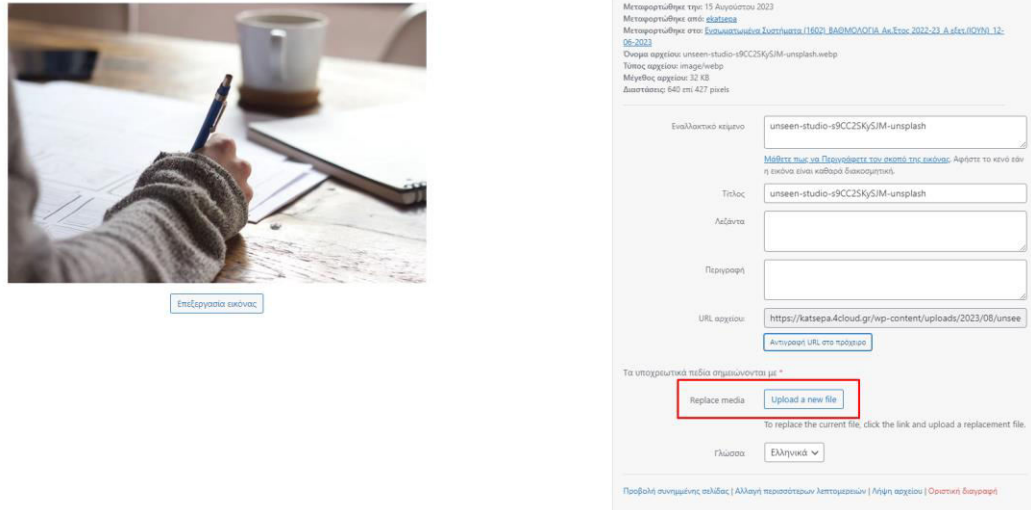 Μεταφορτώθηκε την: 15 Αυγούστου 2023
Μεταφορτώθηκε από: ekatsepa
Μεταφορτώθηκε στο: Ενσωματωμένα Συστήματα (1602) ΒΑΘΜΟΛΟΓΙΑ Ακ.Έτος 2022-23 Α εξετ.(ΙΟΥΝ) 12-
06-2023
Όνομα αρχείου: unseen-studio-s9CC2SKySJM-unsplash.webp
Τύπος αρχείου: image/webp
Μέγεθος αρχείου: 32 KB
Διαστάσεις: 640 επί 427 pixels
Εναλλακτικό κείμενο
unseen-studio-s9CC2SKySJM-unsplash
Μάθετε πως να Περιγράφετε τον σκοπό της εικόνας. Αφήστε το κενό εάν
η εικόνα είναι καθαρά διακοσμητική.
Τίτλος
unseen-studio-s9CC2SKySJM-unsplash
Λεζάντα
Περιγραφή
URL αρχείου:
https://katsepa.4cloud.gr/wp-content/uploads/2023/08/unsee
Αντιγραφή URL στο πρόχειρο
Τα υποχρεωτικά πεδία σημειώνονται με *
Replace media
Upload a new file
To replace the current file, click the link and upload a replacement file.
Γλώσσα
Ελληνικά
Προβολή συνημμένης σελίδας | Αλλαγή περισσότερων λεπτομερειών | Λήψη αρχείου | Οριστική διαγραφή
Επεξεργασία εικόνας